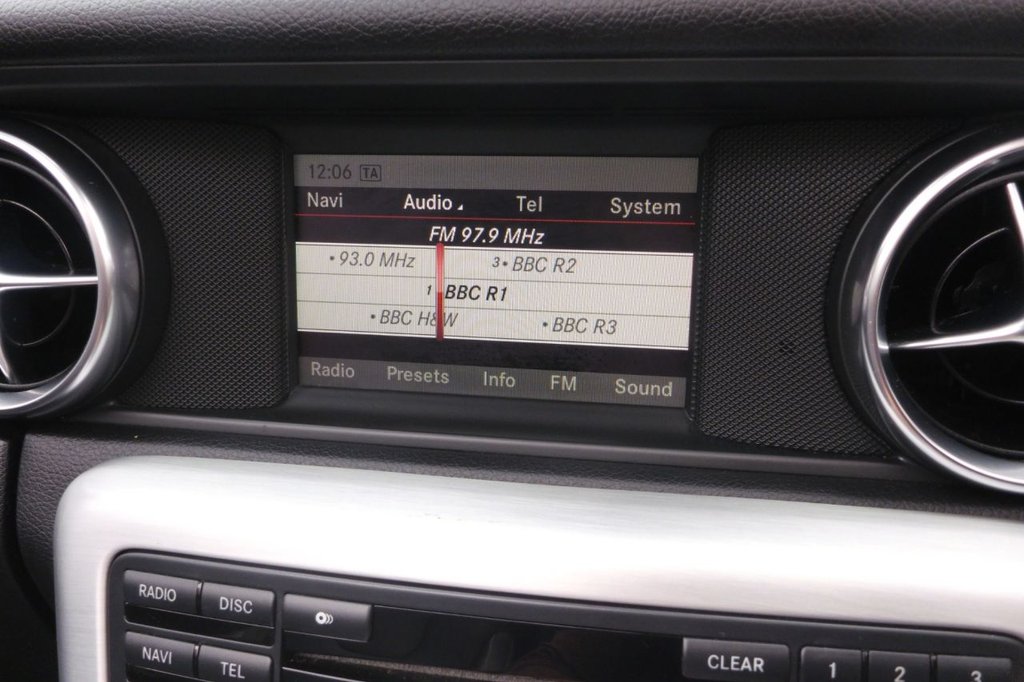 12:06 TA
Navi Audio Tel System
FM 97.9 MHz
•93.0 MHz 3•BBC R2
1 BBC R1
•BBC H&W •BBC R3
Radio Presets Info FM Sound
RADIO DISC
NAVI TEL CLEAR 1 2 3